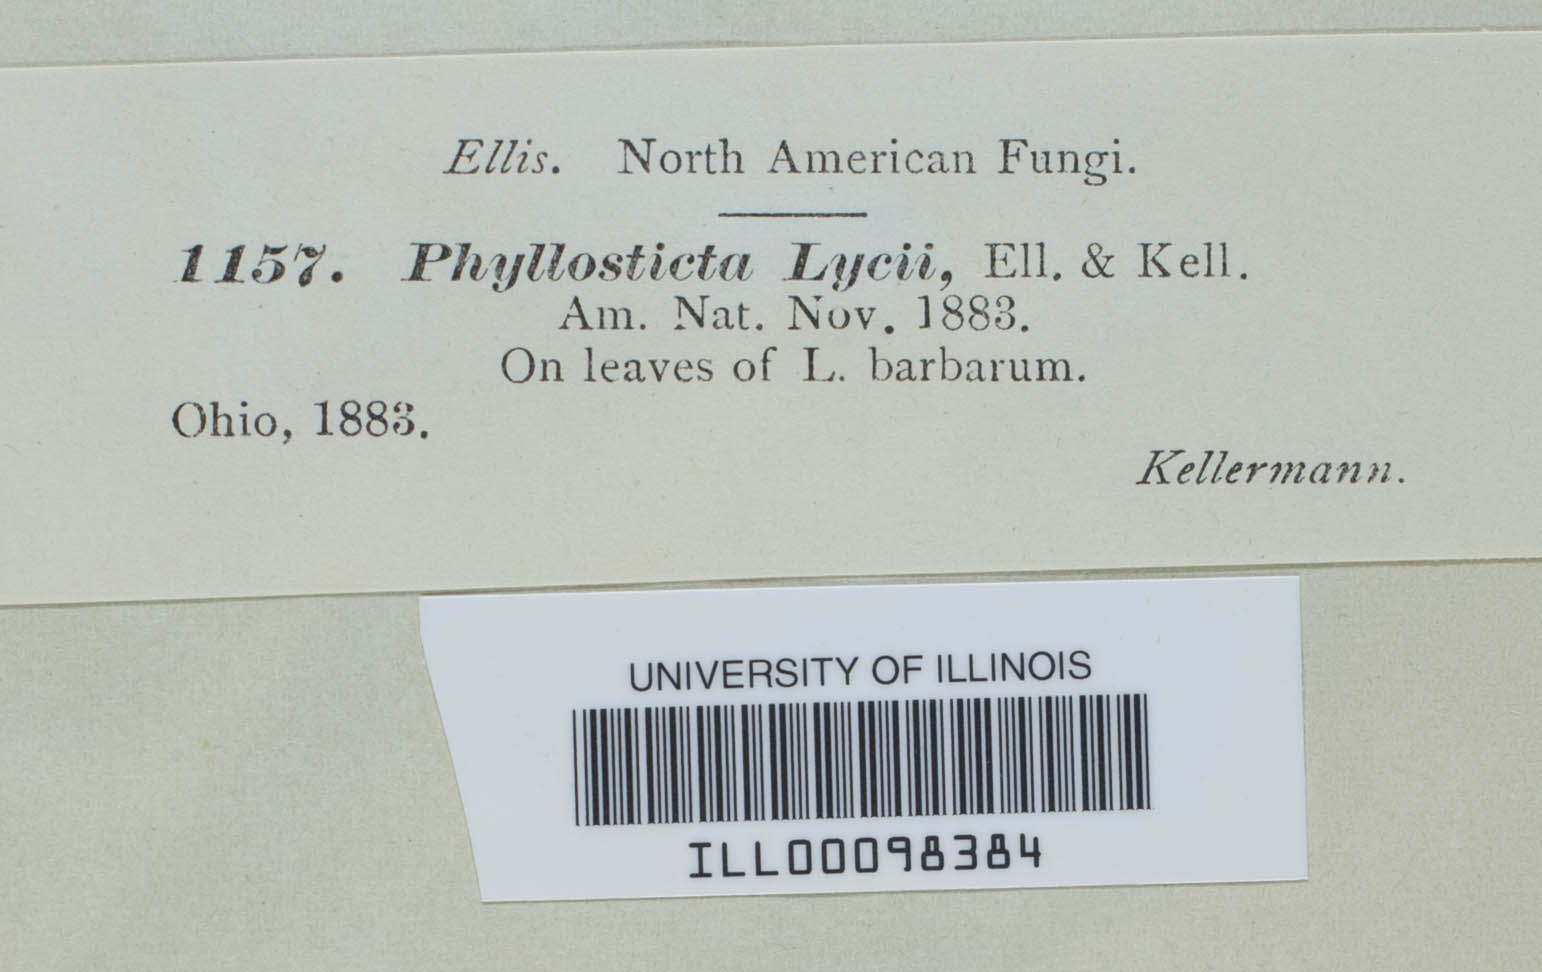 Ellis. North American Fungi.
1157. Phyllosticta Lycii, Ell. & Kell.
Am. Nat. Nov. 1883.
On leaves of L. barbarum.
Ohio, 1883.
Kellermann.
UNIVERSITY OF ILLINOIS
ILL00098384